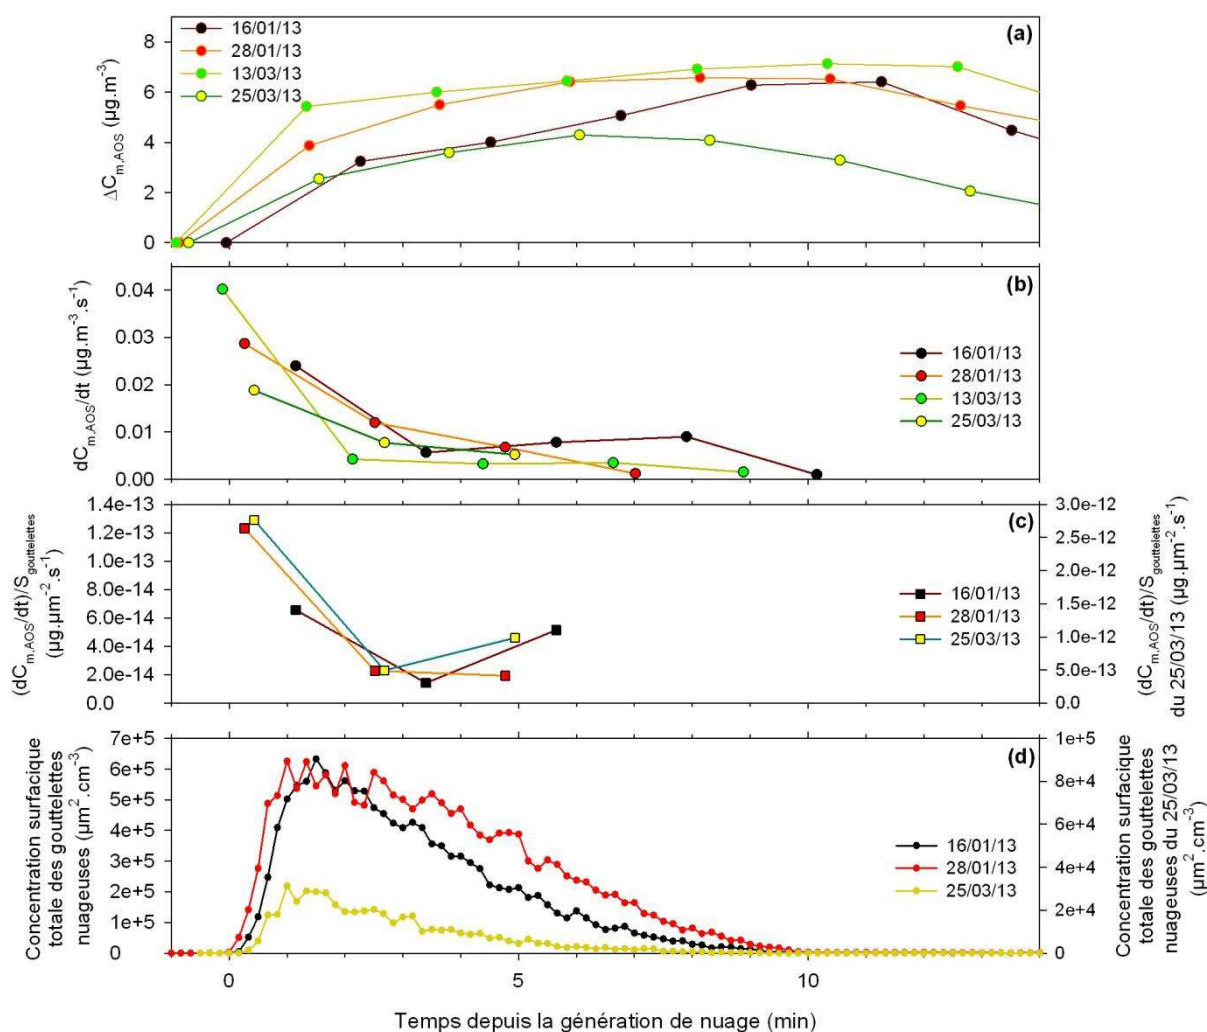 16/01/13
28/01/13
13/03/13
25/03/13
(a)
8
6
4
2
0
ΔC_m,AOS (µg.m⁻³)
(b)
0.04
0.03
0.02
0.01
0.00
dC_m,AOS/dt (µg.m⁻³.s⁻¹)
16/01/13
28/01/13
13/03/13
25/03/13
(c)
1.4e-13
1.2e-13
1.0e-13
8.0e-14
6.0e-14
4.0e-14
2.0e-14
0.0
(dC_m,AOS/dt)/S_gouttelettes
(µg.µm⁻².s⁻¹)
16/01/13
28/01/13
25/03/13
3.0e-12
2.5e-12
2.0e-12
1.5e-12
1.0e-12
5.0e-13
0.0
(dC_m,AOS/dt)/S_gouttelettes
du 25/03/13 (µg.µm⁻².s⁻¹)
(d)
7e+5
6e+5
5e+5
4e+5
3e+5
2e+5
1e+5
0
Concentration surfacique
totale des gouttelettes
nuageuses (µm².cm⁻³)
16/01/13
28/01/13
25/03/13
1e+5
8e+4
6e+4
4e+4
2e+4
0
Concentration surfacique
totale des gouttelettes
nuageuses du 25/03/13
(µm².cm⁻³)
0
5
10
Temps depuis la génération de nuage (min)